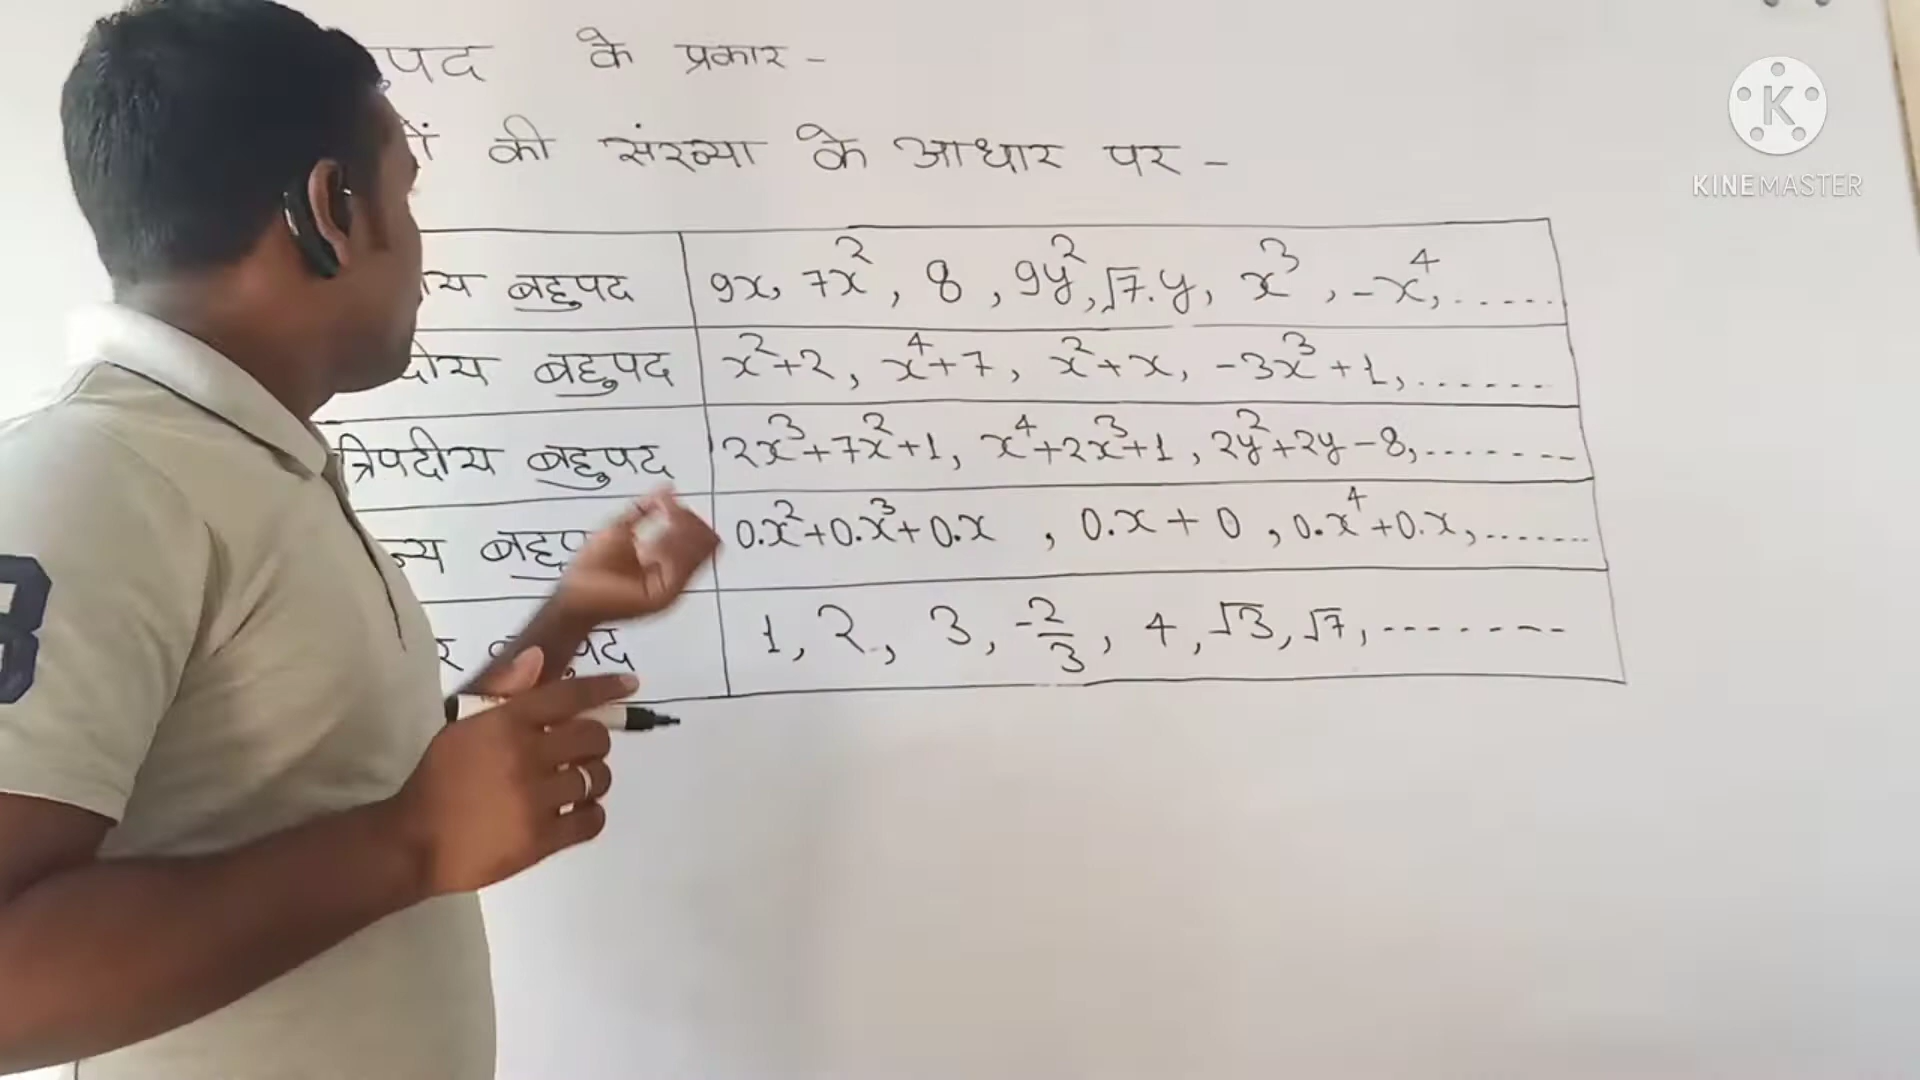 के प्रकार -
की संख्या के आधार पर -
बहुपद 9x, 7x², 8, 9y², √7.y, x³, -x⁴, ......
बहुपद x²+2, x⁴+7, x²+x, -3x³+1, ......
त्रिपदीय बहुपद 2x³+7x²+1, x⁴+2x³+1, 2y²+2y-8, .......
0.x²+0.x³+0.x , 0.x+0 , 0.x⁴+0.x, .......
1, 2, 3, -2/3, 4, √3, √7, --------
K
KINEMASTER